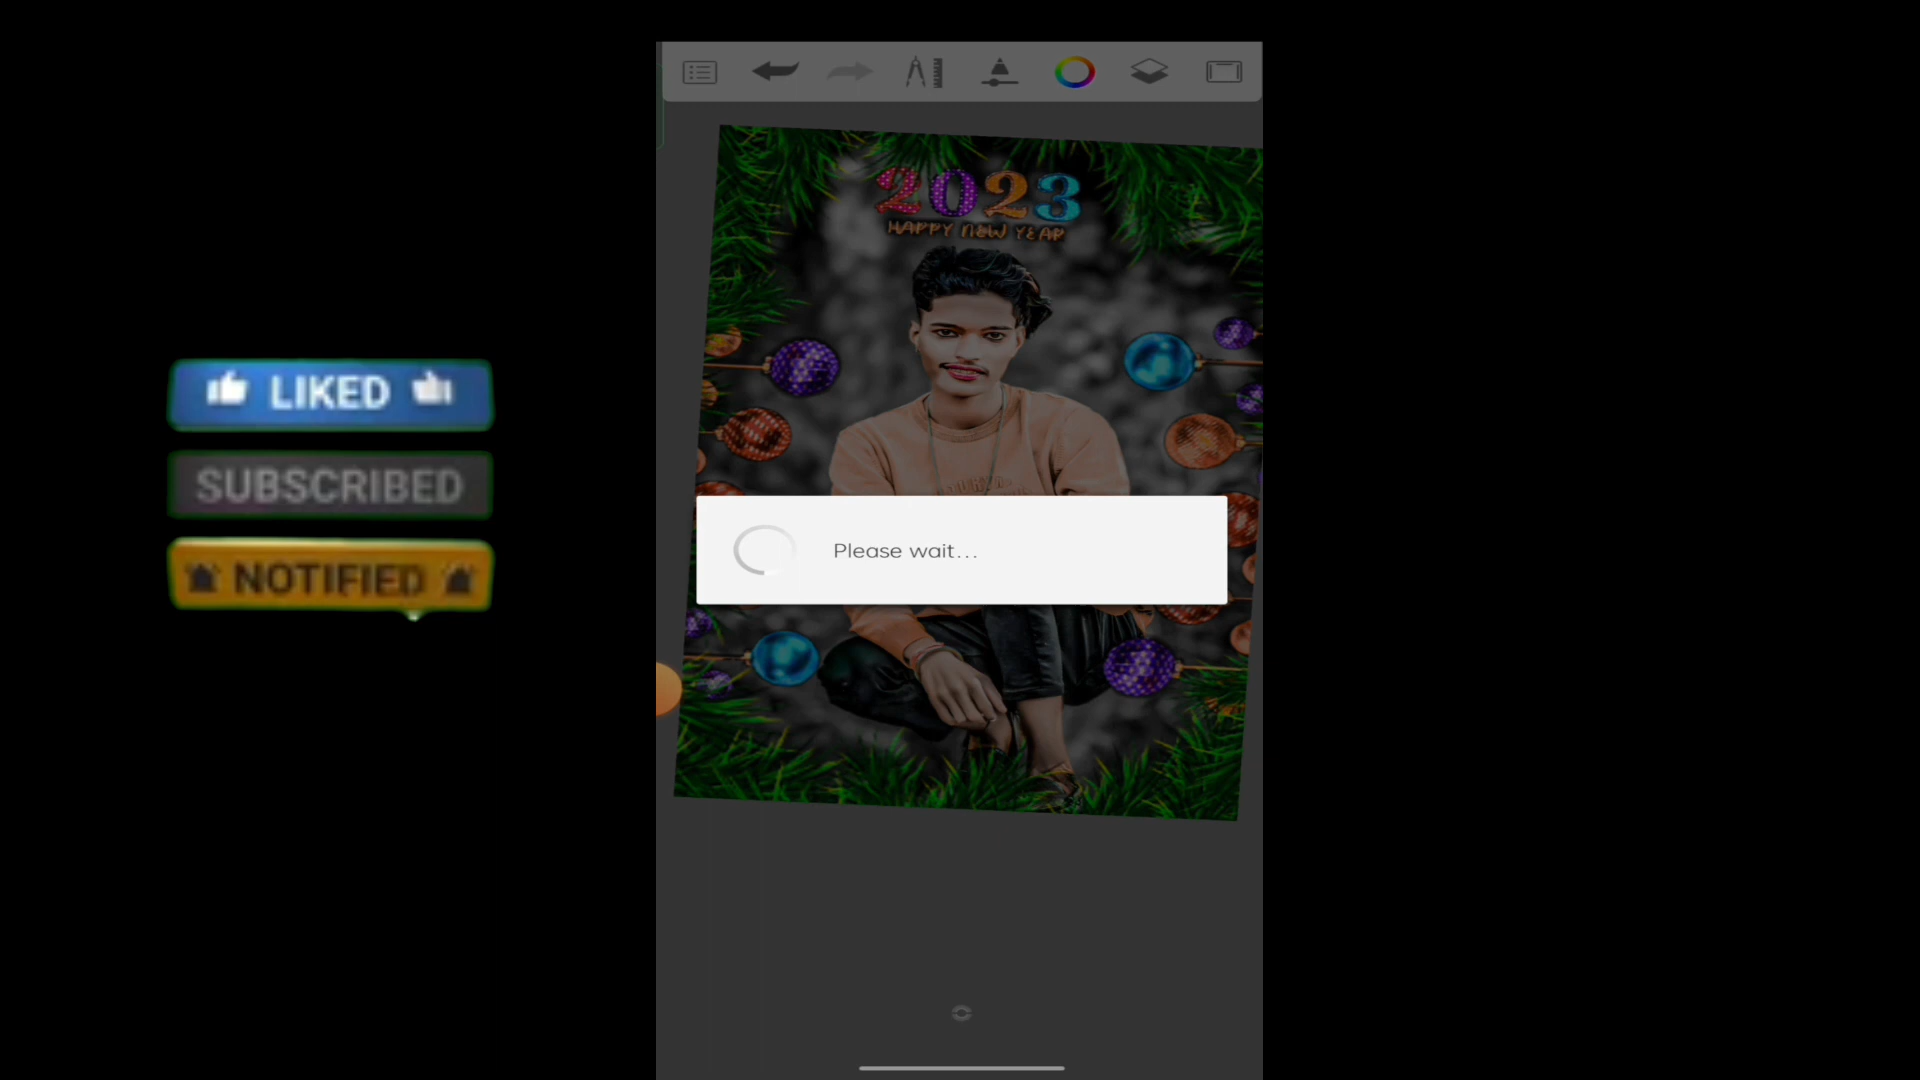 LIKED
SUBSCRIBED
NOTIFIED
2023
HAPPY NEW YEAR
Please wait...